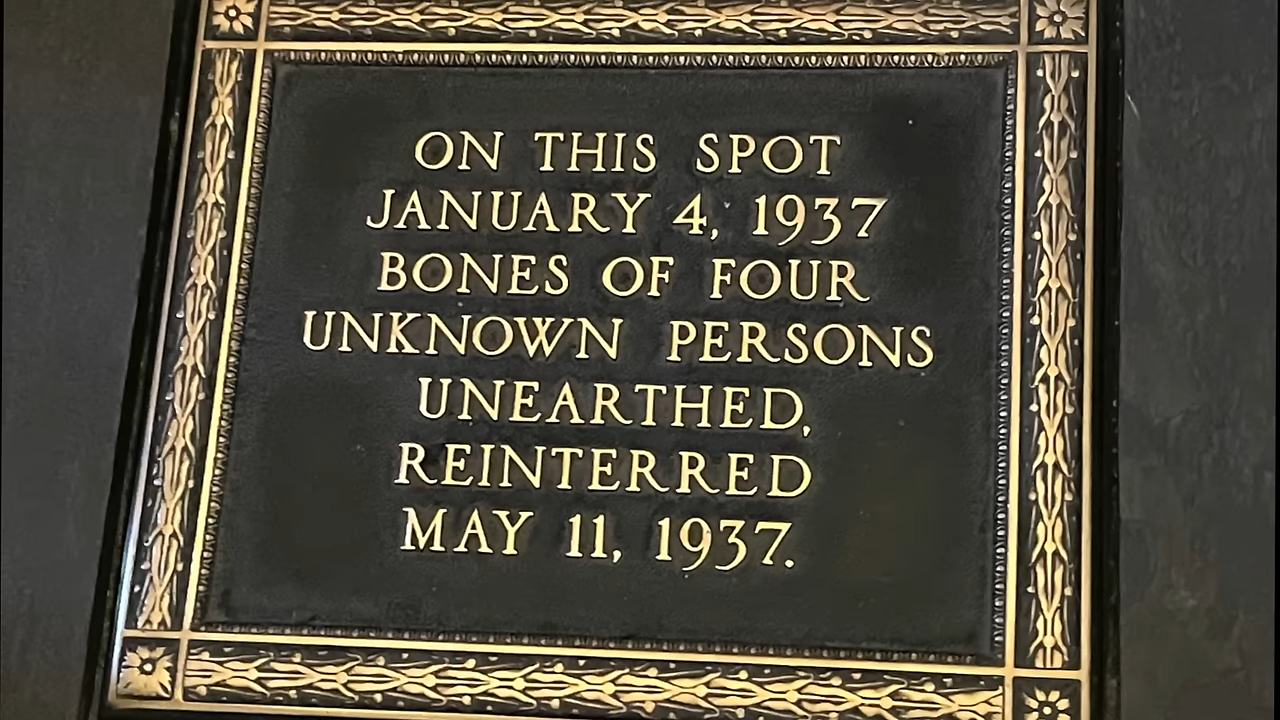 ON THIS SPOT
JANUARY 4, 1937
BONES OF FOUR
UNKNOWN PERSONS
UNEARTHED,
REINTERRED
MAY 11, 1937.